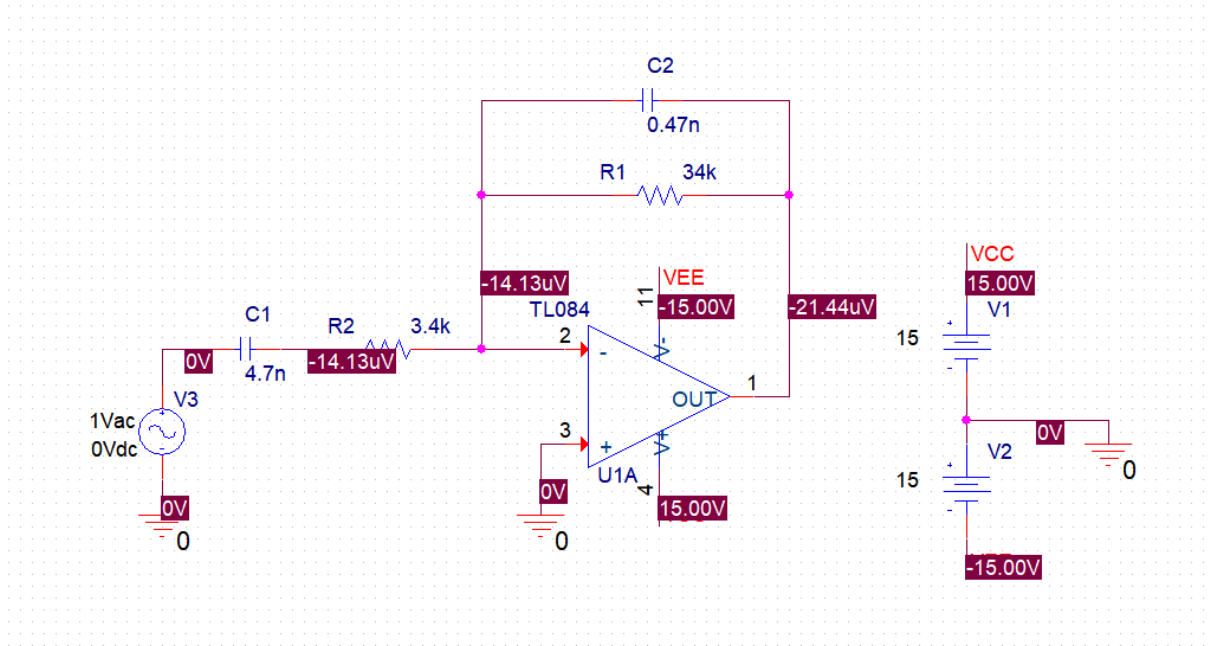 C2
0.47n
R1 34k
-14.13uV
VEE
-15.00V
-21.44uV
VCC
15.00V
V1
15
C1
4.7n
R2 3.4k
TL084
11
2
-
V-
0V
-14.13uV
V3
1Vac
0Vdc
OUT
1
3
+
V+
U1A
4
0V
15.00V
0V
0
V2
15
0V
0
0
-15.00V